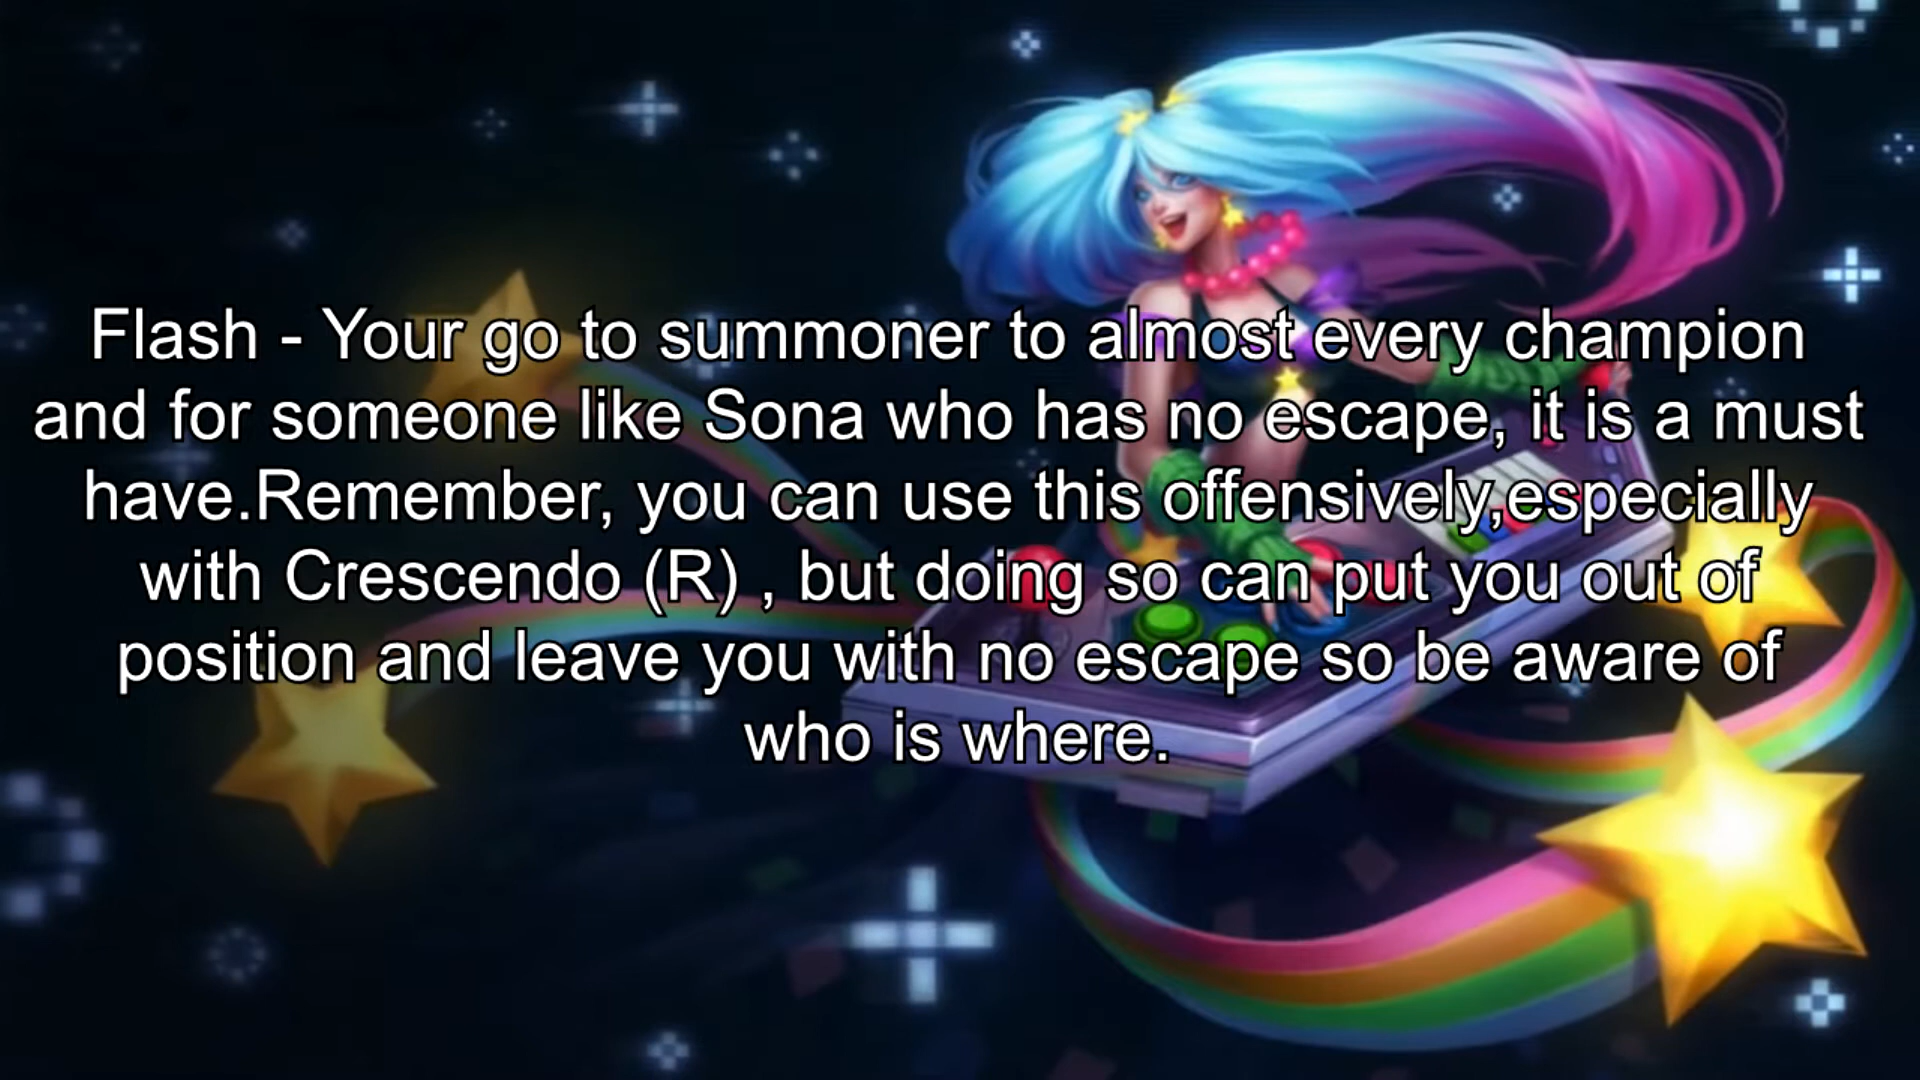 Flash - Your go to summoner to almost every champion
and for someone like Sona who has no escape, it is a must
have.Remember, you can use this offensively,especially
with Crescendo (R) , but doing so can put you out of
position and leave you with no escape so be aware of
who is where.